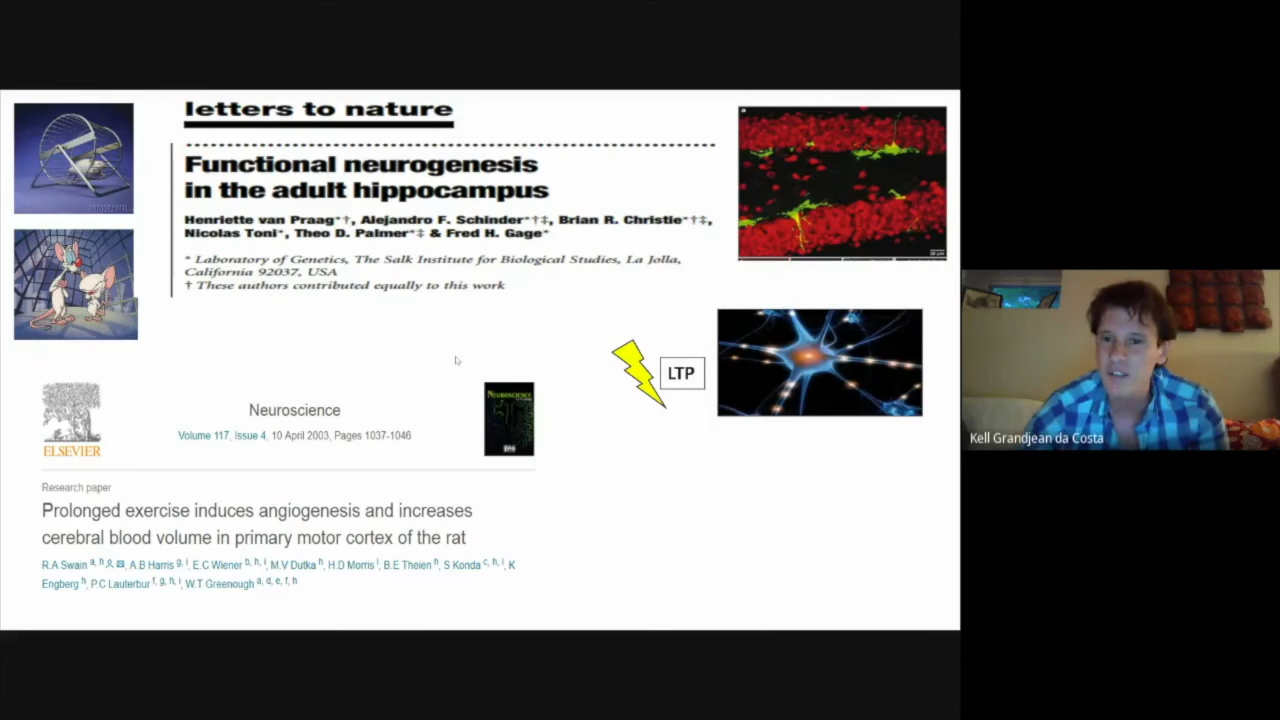 letters to nature
Functional neurogenesis
in the adult hippocampus
Henriette van Praag*†, Alejandro F. Schinder*†‡, Brian R. Christie*†‡,
Nicolas Toni*, Theo D. Palmer*‡ & Fred H. Gage*
* Laboratory of Genetics, The Salk Institute for Biological Studies, La Jolla,
California 92037, USA
† These authors contributed equally to this work
LTP
ELSEVIER
Neuroscience
Volume 117, Issue 4, 10 April 2003, Pages 1037-1046
NEUROSCIENCE
Research paper
Prolonged exercise induces angiogenesis and increases
cerebral blood volume in primary motor cortex of the rat
R.A Swain a, h, A.B Harris g, i, E.C Wiener b, h, i, M.V Dutka h, H.D Morris i, B.E Theien h, S Konda c, h, i, K
Engberg h, P.C Lauterbur f, g, h, i, W.T Greenough a, d, e, f, h
Kell Grandjean da Costa